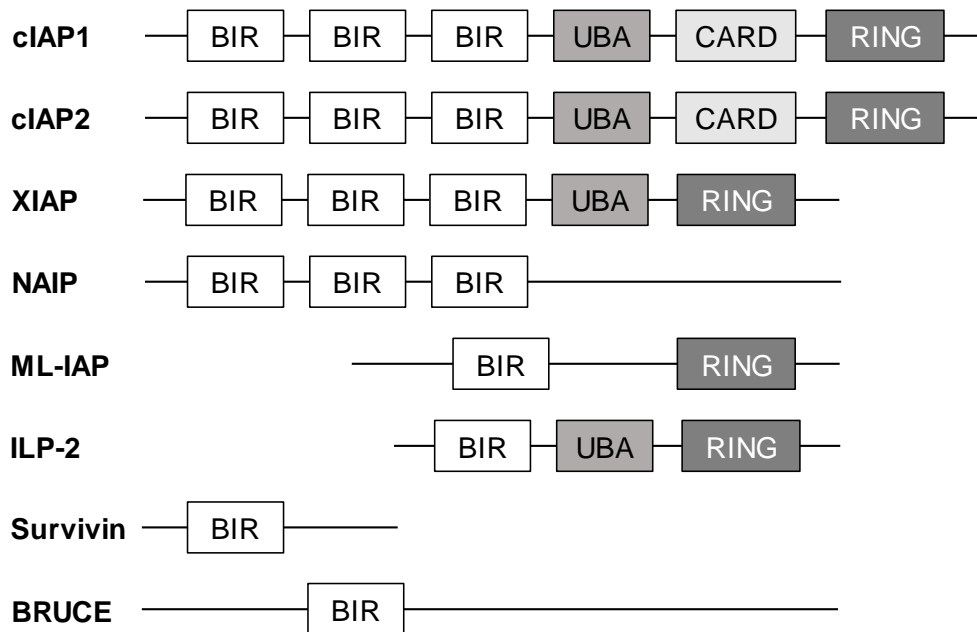 cIAP1 BIR BIR BIR UBA CARD RING
cIAP2 BIR BIR BIR UBA CARD RING
XIAP BIR BIR BIR UBA RING
NAIP BIR BIR BIR
ML-IAP BIR RING
ILP-2 BIR UBA RING
Survivin BIR
BRUCE BIR